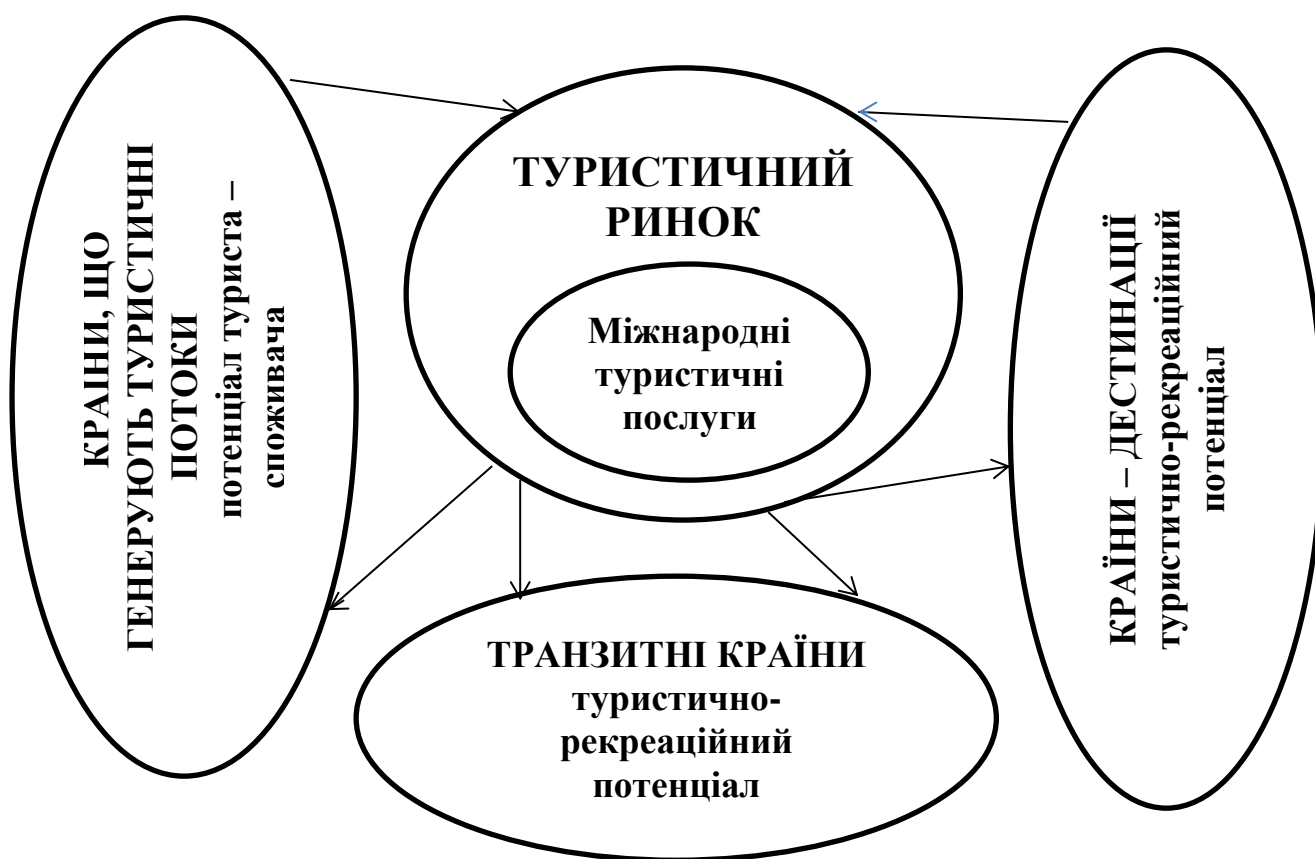 КРАЇНИ, ЩО
ГЕНЕРУЮТЬ ТУРИСТИЧНІ
ПОТОКИ
потенціал туриста –
споживача
ТУРИСТИЧНИЙ
РИНОК
Міжнародні
туристичні
послуги
КРАЇНИ – ДЕСТИНАЦІЇ
туристично-рекреаційний
потенціал
ТРАНЗИТНІ КРАЇНИ
туристично-
рекреаційний
потенціал